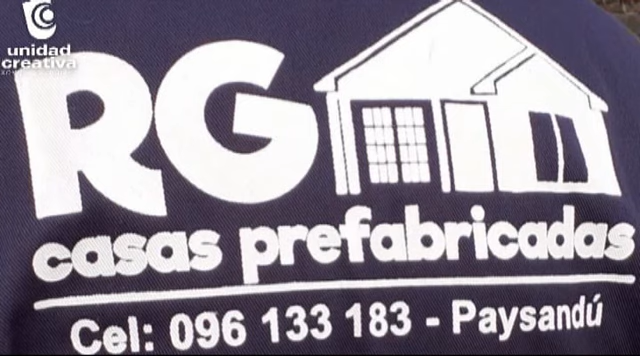 unidad
creativa
RG
casas prefabricadas
Cel: 096 133 183 - Paysandú